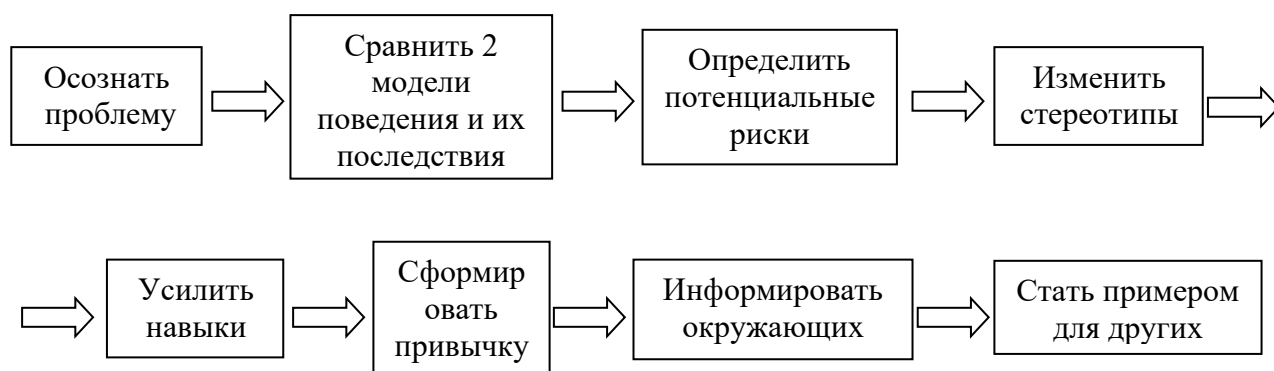 Осознать
проблему
Сравнить 2
модели
поведения и их
последствия
Определить
потенциальные
риски
Изменить
стереотипы
Усилить
навыки
Сформир
овать
привычку
Информировать
окружающих
Стать примером
для других